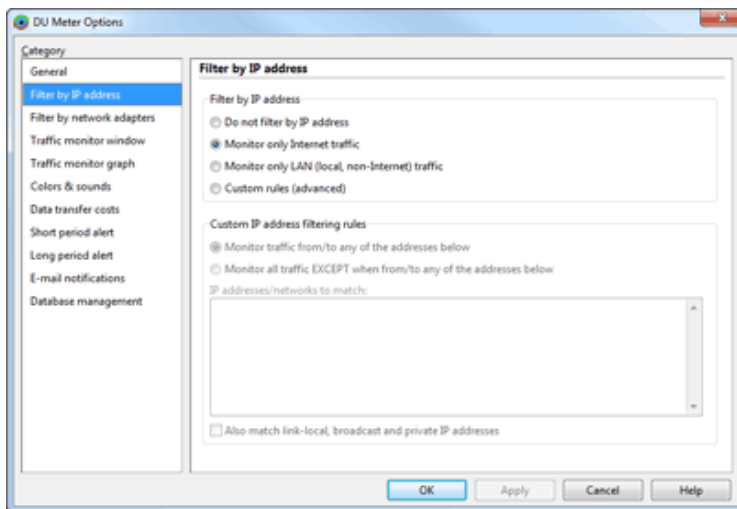 DU Meter Options
Category
General
Filter by IP address
Filter by network adapters
Traffic monitor window
Traffic monitor graph
Colors & sounds
Data transfer costs
Short period alert
Long period alert
E-mail notifications
Database management
Filter by IP address
Filter by IP address
Do not filter by IP address
Monitor only Internet traffic
Monitor only LAN (local, non-Internet) traffic
Custom rules (advanced)
Custom IP address filtering rules
Monitor traffic from/to any of the addresses below
Monitor all traffic EXCEPT when from/to any of the addresses below
IP addresses/networks to match:
Also match link-local, broadcast and private IP addresses
OK
Apply
Cancel
Help